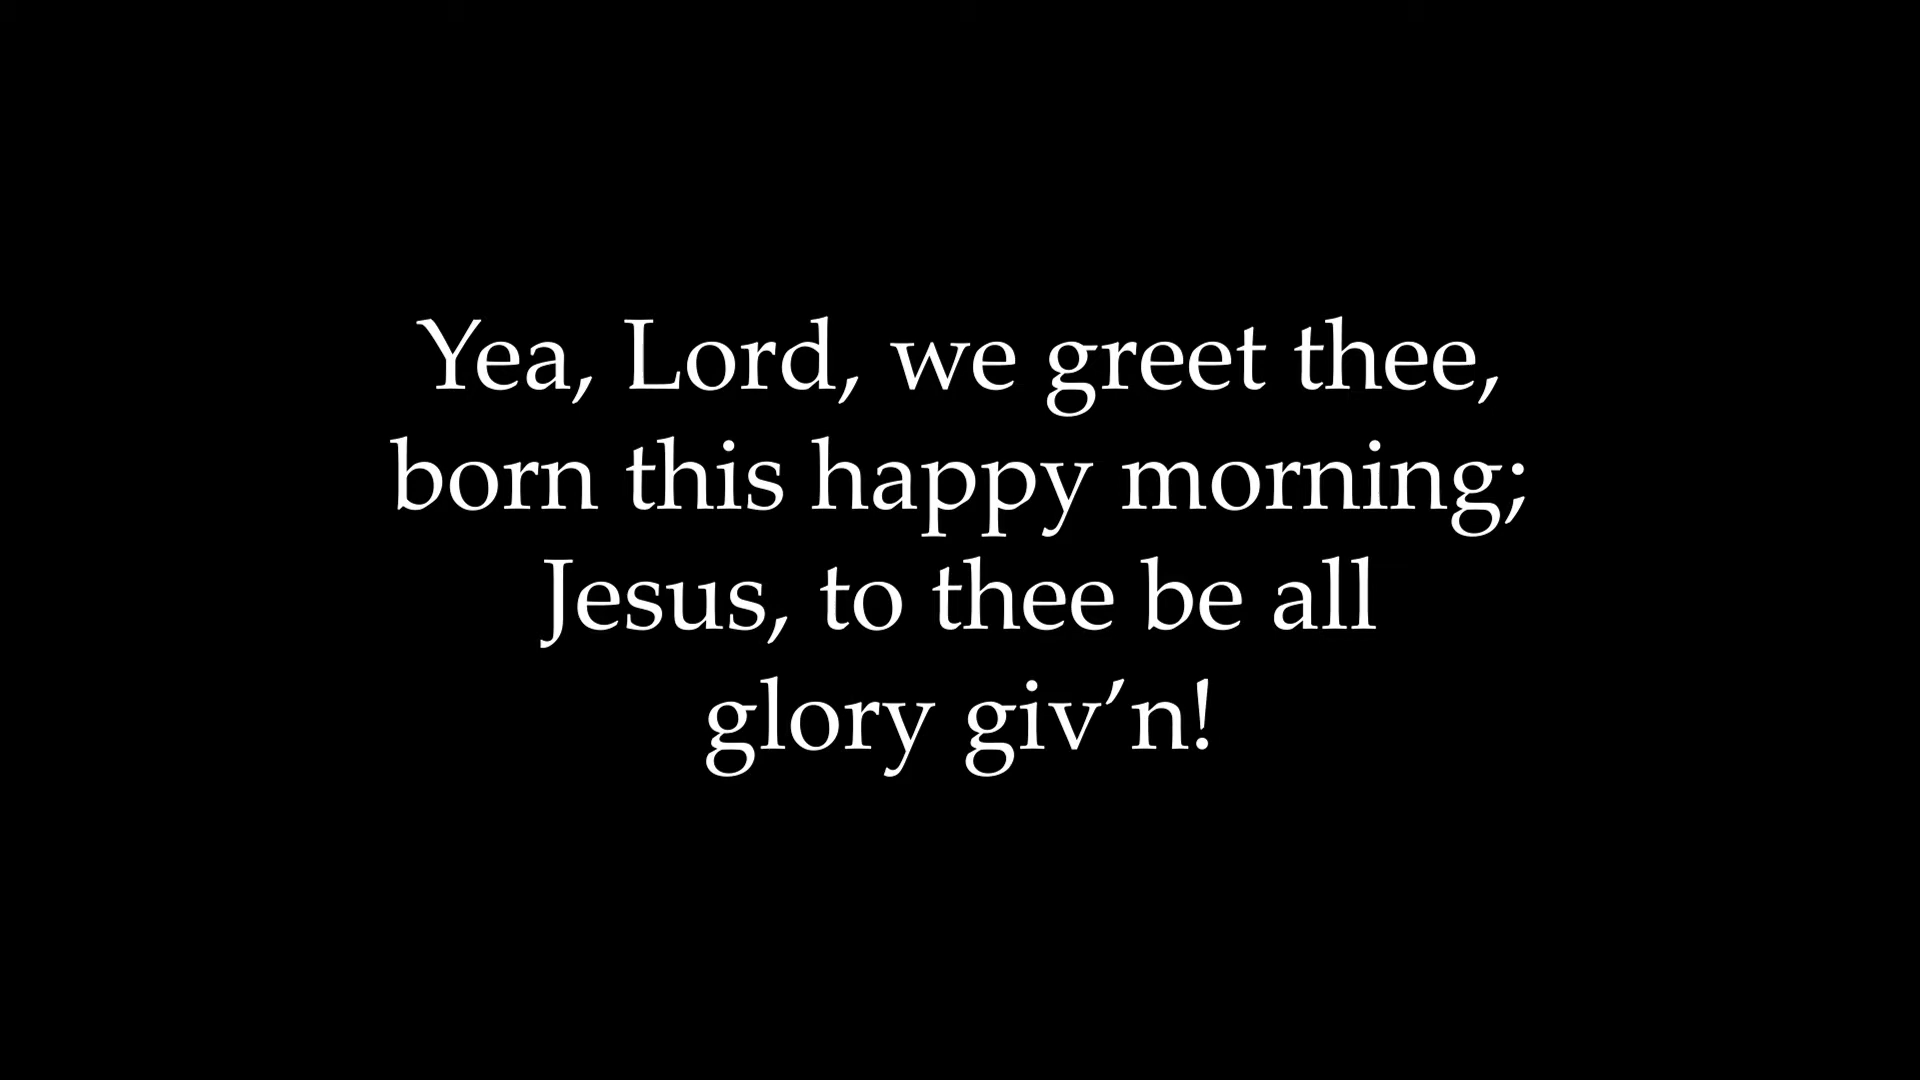 Yea, Lord, we greet thee,
born this happy morning;
Jesus, to thee be all
glory giv’n!